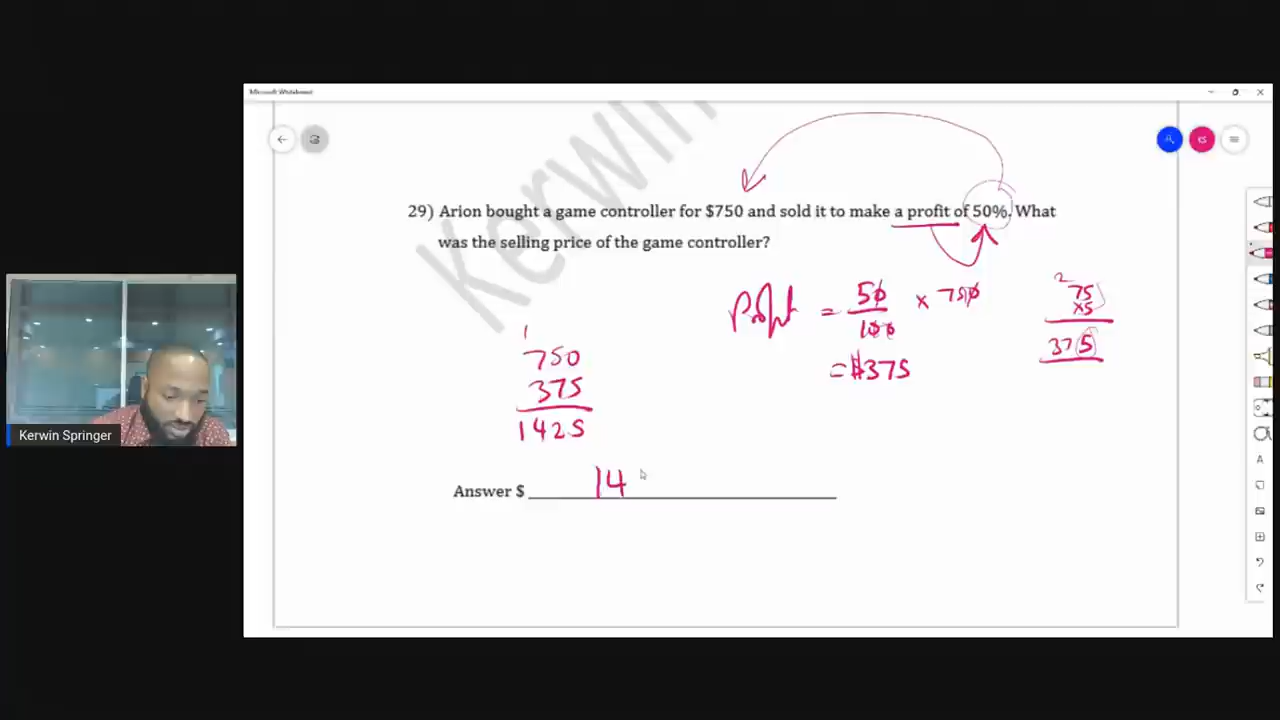 Microsoft Whiteboard
KS
Kerwin
29) Arion bought a game controller for $750 and sold it to make a profit of 50%. What
was the selling price of the game controller?
Profit = 50/100 × 750
= $375
2
75
×5
375
1
750
375
1425
Answer $ 14
Kerwin Springer
A